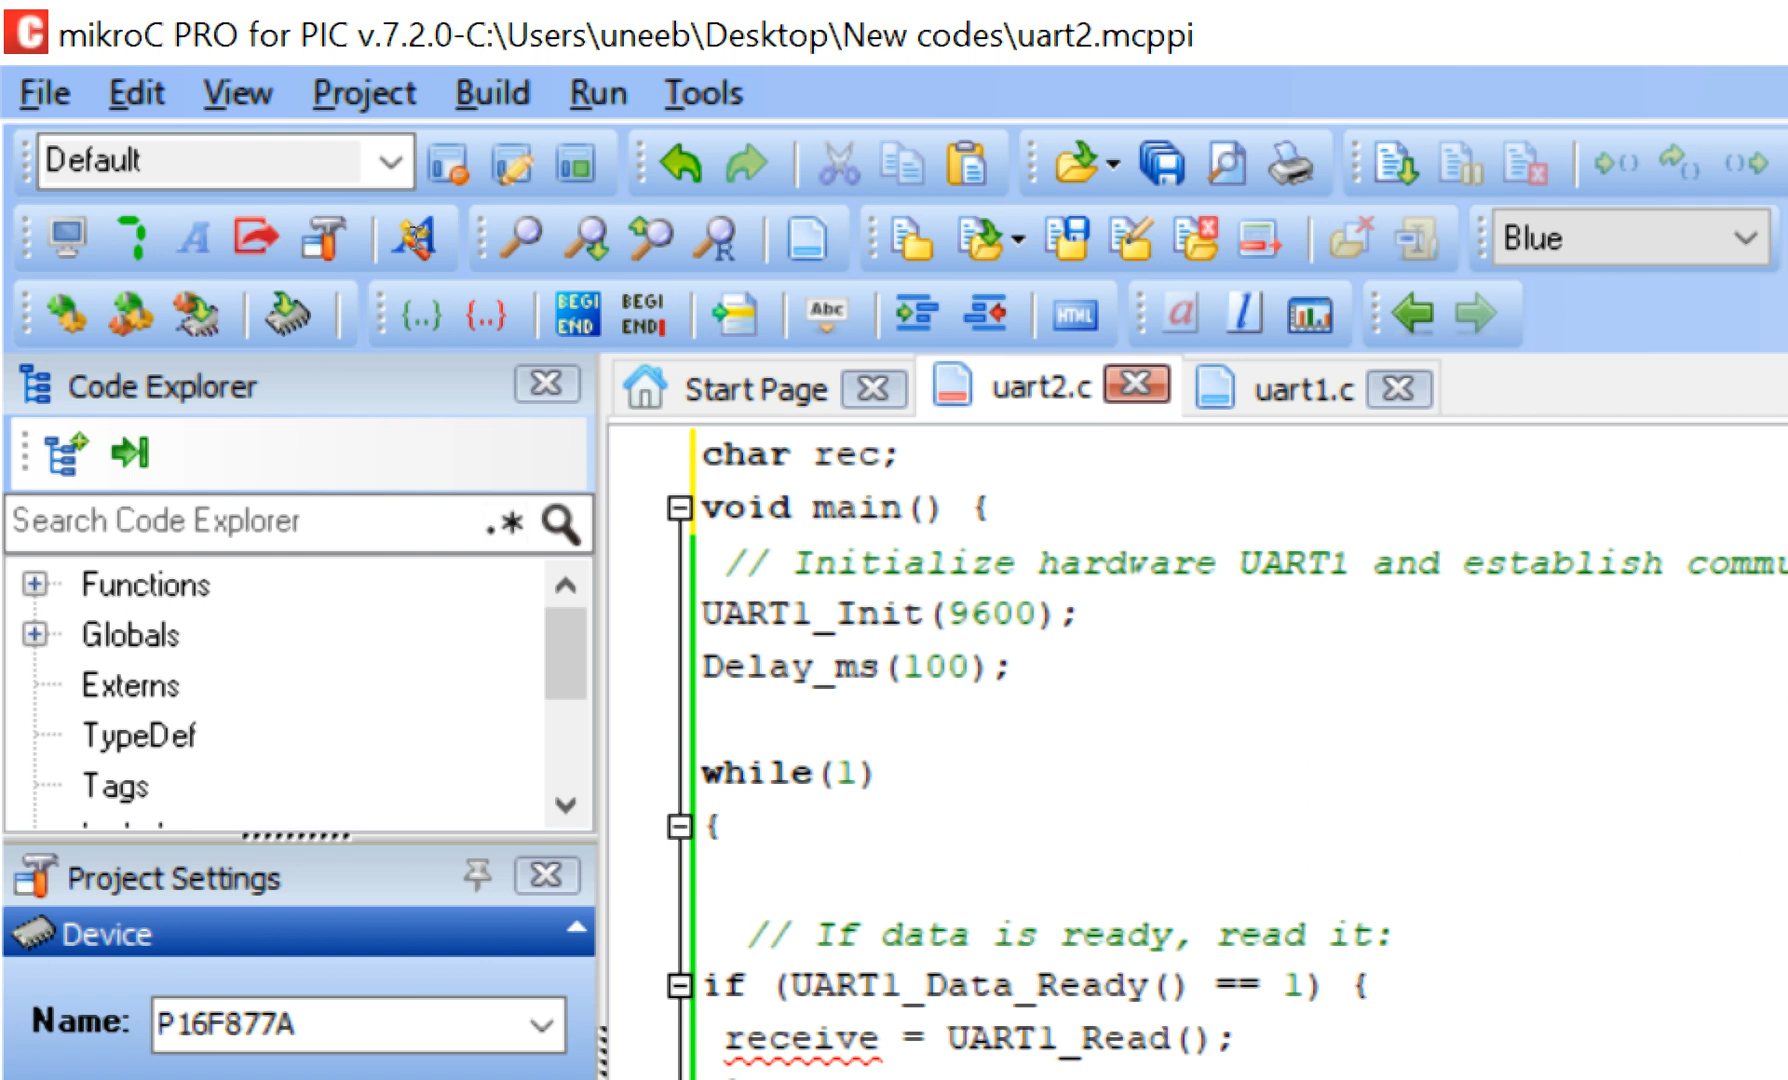 mikroC PRO for PIC v.7.2.0-C:\Users\uneeb\Desktop\New codes\uart2.mcppi
File Edit View Project Build Run Tools
Default
Blue
BEGI END BEGI END Abc HTML
Code Explorer
Start Page uart2.c uart1.c
Search Code Explorer .*
Functions
Globals
Externs
TypeDef
Tags
Project Settings
Device
Name: P16F877A
char rec;
void main() {
// Initialize hardware UART1 and establish commu
UART1_Init(9600);
Delay_ms(100);
while(1)
{
// If data is ready, read it:
if (UART1_Data_Ready() == 1) {
receive = UART1_Read();